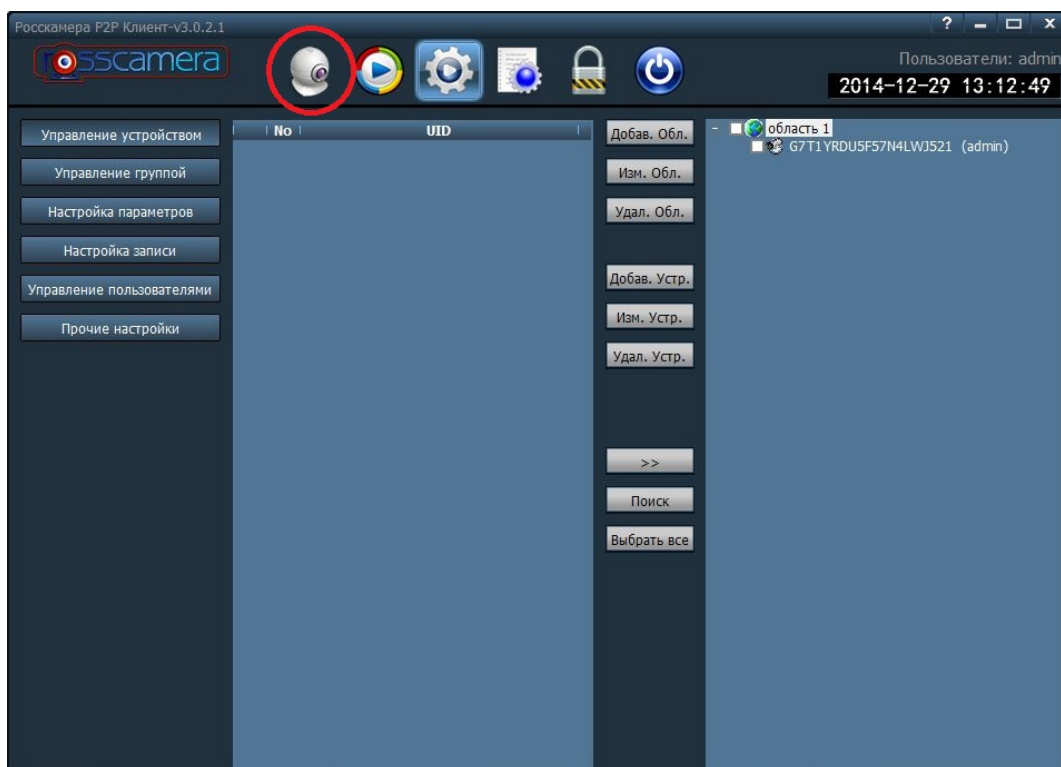 Росскамера P2P Клиент-v3.0.2.1
? 
rosscamera
Пользователи: admin
2014-12-29 13:12:49
Управление устройством
Управление группой
Настройка параметров
Настройка записи
Управление пользователями
Прочие настройки
No UID
Добав. Обл.
Изм. Обл.
Удал. Обл.
Добав. Устр.
Изм. Устр.
Удал. Устр.
>>
Поиск
Выбрать все
область 1
G7T1YRDU5F57N4LWJ521 (admin)